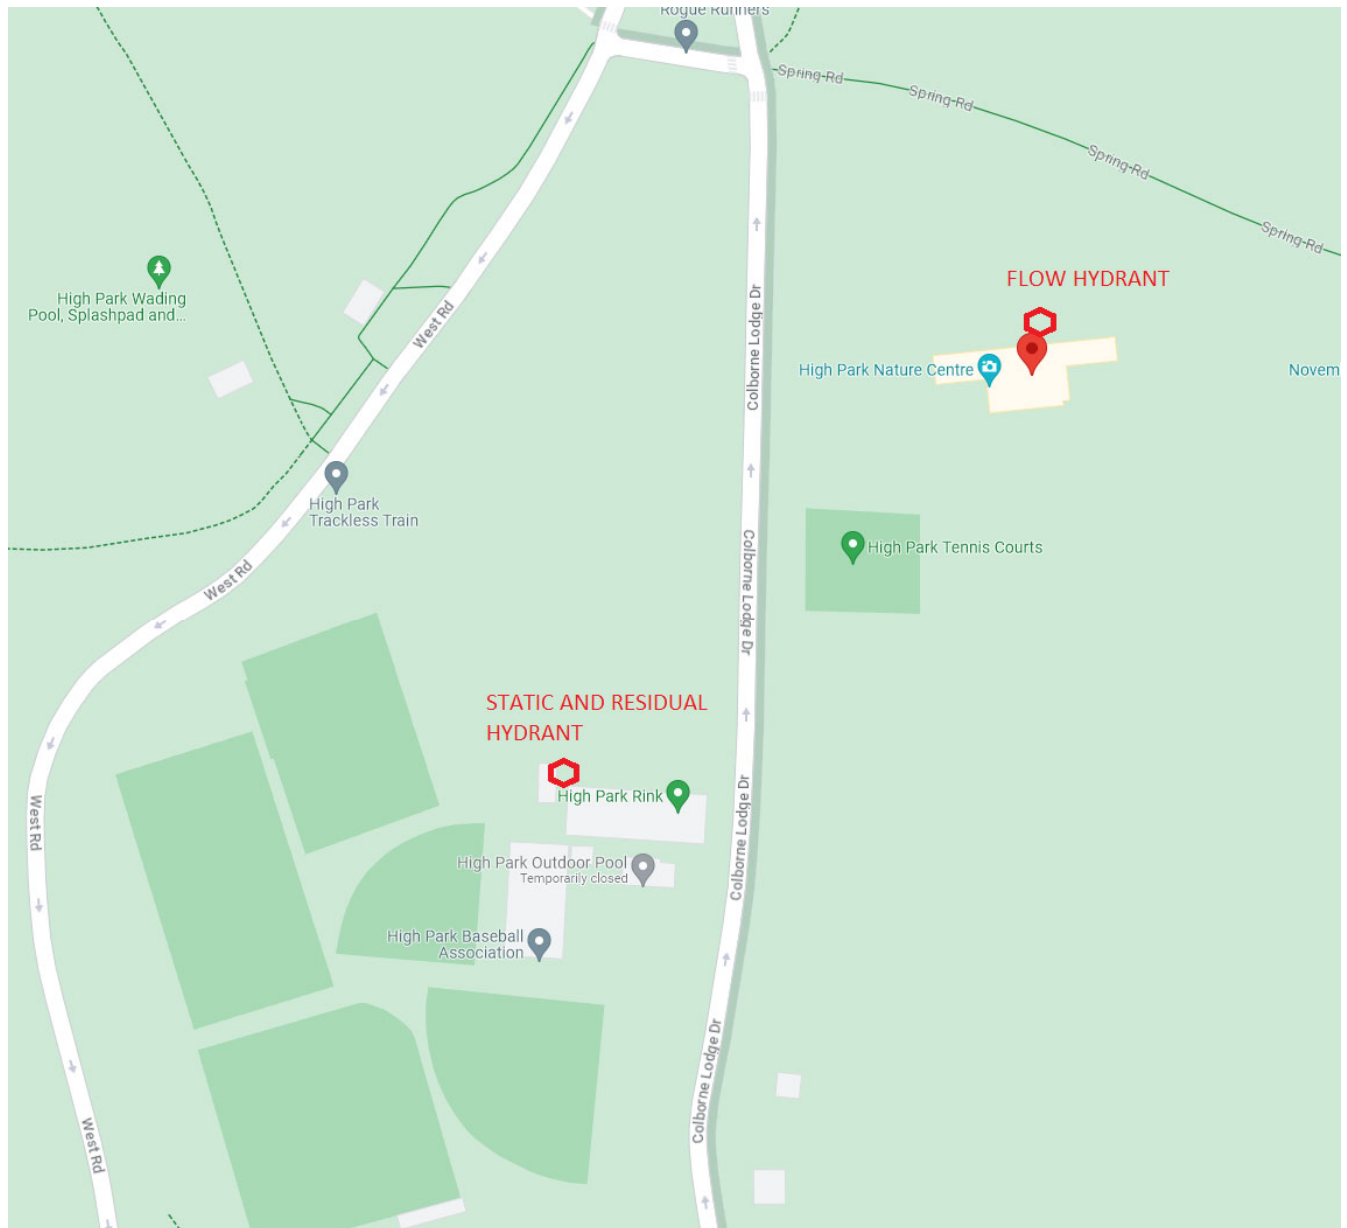 Rogue Runners
Spring Rd
Spring Rd
Spring Rd
Spring Rd
FLOW HYDRANT
High Park Wading
Pool, Splashpad and...
West Rd
Colborne Lodge Dr
High Park Nature Centre
Novem
High Park
Trackless Train
High Park Tennis Courts
West Rd
Colborne Lodge Dr
STATIC AND RESIDUAL
HYDRANT
High Park Rink
West Rd
Colborne Lodge Dr
High Park Outdoor Pool
Temporarily closed
High Park Baseball
Association
Colborne Lodge Dr
West Rd